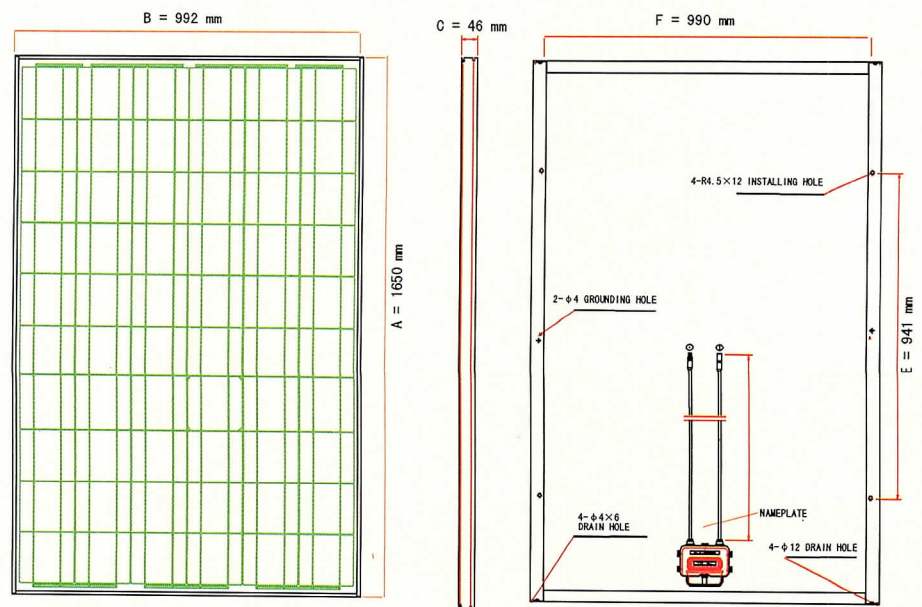 B = 992 mm
C = 46 mm
F = 990 mm
A = 1650 mm
4-R4.5×12 INSTALLING HOLE
2-φ4 GROUNDING HOLE
E = 941 mm
NAMEPLATE
4-φ4×6
DRAIN HOLE
4-φ12 DRAIN HOLE